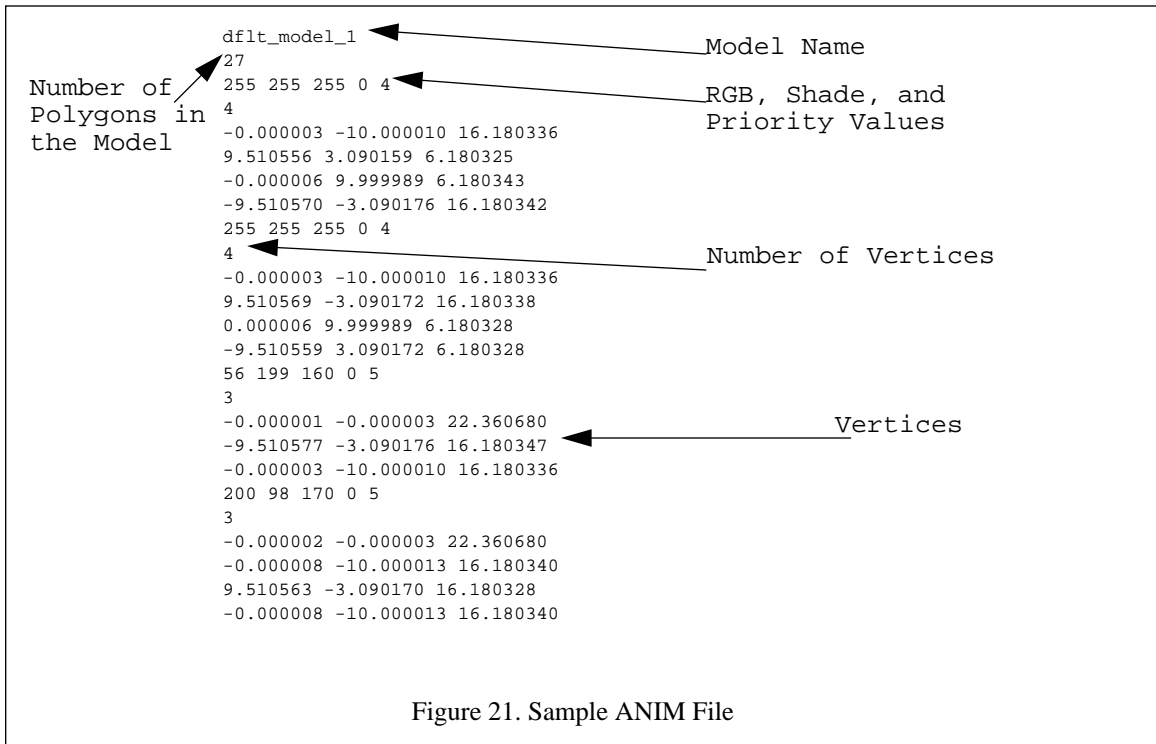 dflt_model_1
Model Name
27
Number of
Polygons in
the Model
255 255 255 0 4
RGB, Shade, and
Priority Values
4
-0.000003 -10.000010 16.180336
9.510556 3.090159 6.180325
-0.000006 9.999989 6.180343
-9.510570 -3.090176 16.180342
255 255 255 0 4
4
Number of Vertices
-0.000003 -10.000010 16.180336
9.510569 -3.090172 16.180338
0.000006 9.999989 6.180328
-9.510559 3.090172 6.180328
56 199 160 0 5
3
-0.000001 -0.000003 22.360680
-9.510577 -3.090176 16.180347
Vertices
-0.000003 -10.000010 16.180336
200 98 170 0 5
3
-0.000002 -0.000003 22.360680
-0.000008 -10.000013 16.180340
9.510563 -3.090170 16.180328
-0.000008 -10.000013 16.180340
Figure 21. Sample ANIM File